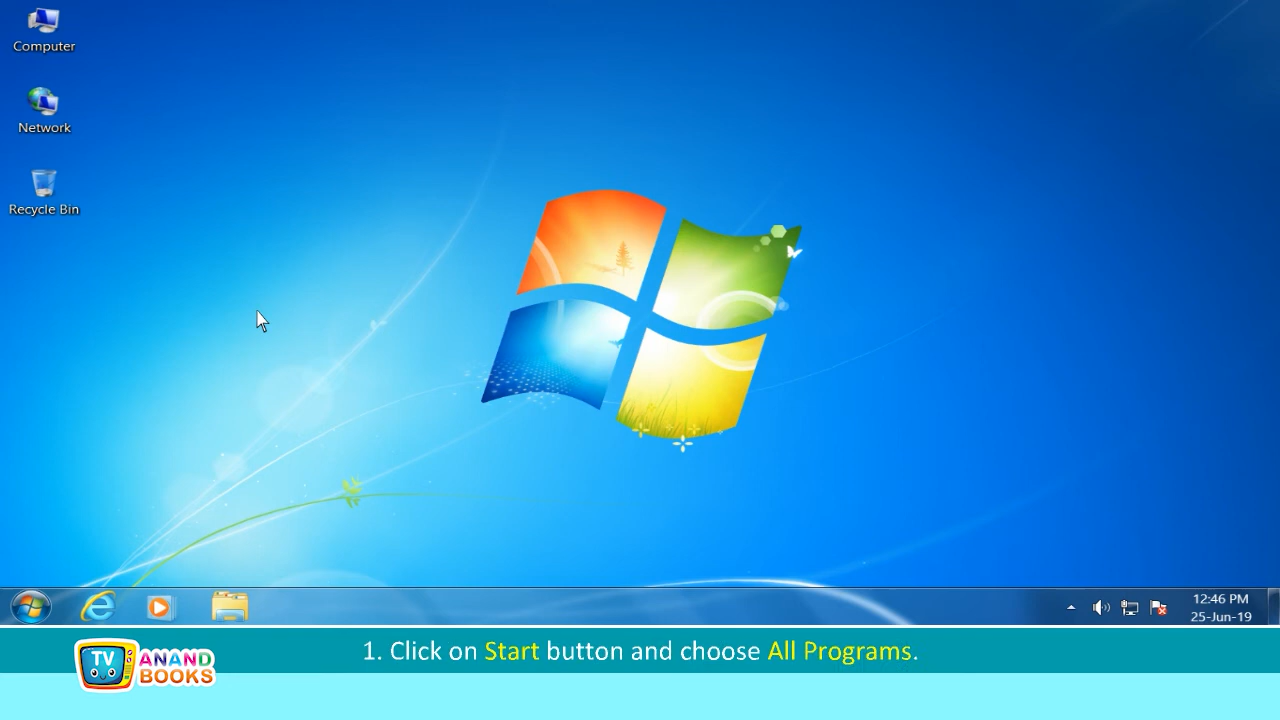 Computer
Network
Recycle Bin
12:46 PM
25-Jun-19
1. Click on Start button and choose All Programs.
TV ANAND
BOOKS